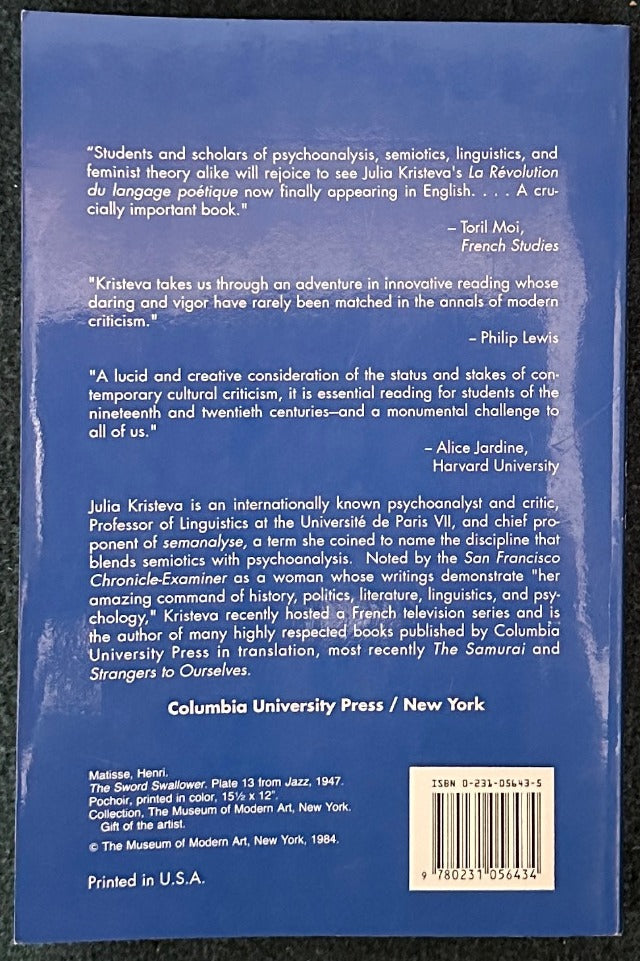 “Students and scholars of psychoanalysis, semiotics, linguistics, and
feminist theory alike will rejoice to see Julia Kristeva's La Révolution
du langage poétique now finally appearing in English. . . . A cru-
cially important book."
– Toril Moi,
French Studies
"Kristeva takes us through an adventure in innovative reading whose
daring and vigor have rarely been matched in the annals of modern
criticism."
– Philip Lewis
"A lucid and creative consideration of the status and stakes of con-
temporary cultural criticism, it is essential reading for students of the
nineteenth and twentieth centuries—and a monumental challenge to
all of us."
– Alice Jardine,
Harvard University
Julia Kristeva is an internationally known psychoanalyst and critic,
Professor of Linguistics at the Université de Paris VII, and chief pro-
ponent of semanalyse, a term she coined to name the discipline that
blends semiotics with psychoanalysis. Noted by the San Francisco
Chronicle-Examiner as a woman whose writings demonstrate "her
amazing command of history, politics, literature, linguistics, and psy-
chology," Kristeva recently hosted a French television series and is
the author of many highly respected books published by Columbia
University Press in translation, most recently The Samurai and
Strangers to Ourselves.
Columbia University Press / New York
Matisse, Henri.
The Sword Swallower. Plate 13 from Jazz, 1947.
Pochoir, printed in color, 15½ x 12".
Collection, The Museum of Modern Art, New York.
Gift of the artist.
© The Museum of Modern Art, New York, 1984.
Printed in U.S.A.
ISBN 0-231-05643-5
9 780231 056434